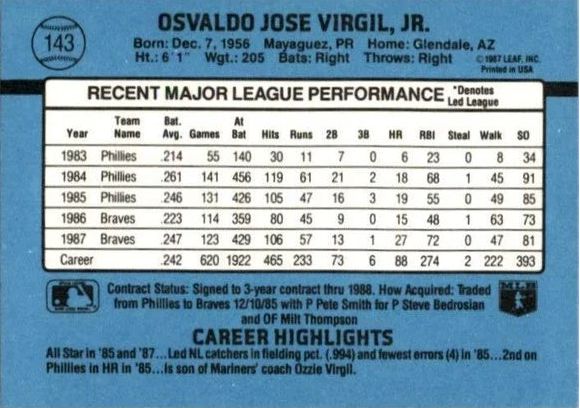 143
OSVALDO JOSE VIRGIL, JR.
Born: Dec. 7, 1956 Mayaguez, PR Home: Glendale, AZ
Ht.: 6'1" Wgt.: 205 Bats: Right Throws: Right
© 1987 LEAF, INC.
Printed in USA
RECENT MAJOR LEAGUE PERFORMANCE *Denotes Led League
Year Team Name Bat. Avg. Games At Bat Hits Runs 2B 3B HR RBI Steal Walk SO
1983 Phillies .214 55 140 30 11 7 0 6 23 0 8 34
1984 Phillies .261 141 456 119 61 21 2 18 68 1 45 91
1985 Phillies .246 131 426 105 47 16 3 19 55 0 49 85
1986 Braves .223 114 359 80 45 9 0 15 48 1 63 73
1987 Braves .247 123 429 106 57 13 1 27 72 0 47 81
Career .242 620 1922 465 233 73 6 88 274 2 222 393
Contract Status: Signed to 3-year contract thru 1988. How Acquired: Traded
from Phillies to Braves 12/10/85 with P Pete Smith for P Steve Bedrosian
and OF Milt Thompson
MLB
CAREER HIGHLIGHTS
All Star in '85 and '87...Led NL catchers in fielding pct. (.994) and fewest errors (4) in '85...2nd on
Phillies in HR in '85...is son of Mariners' coach Ozzie Virgil.